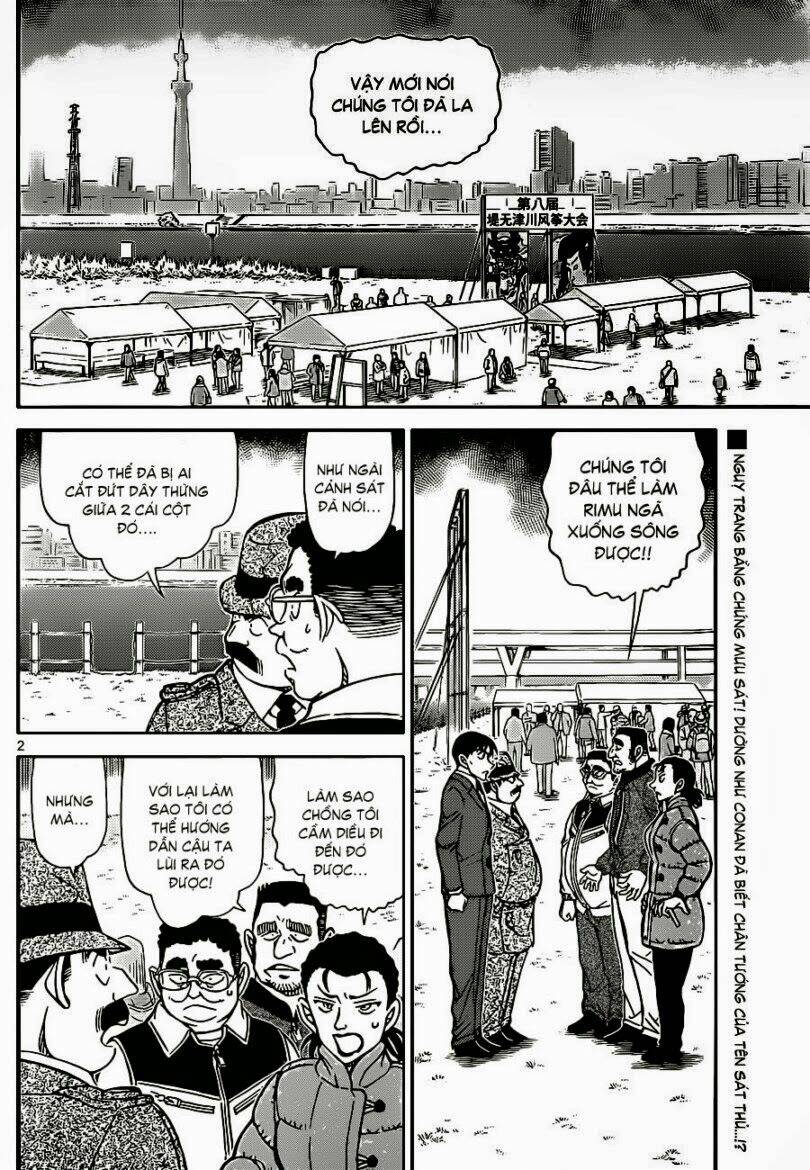 VẬY MỚI NÓI
CHÚNG TÔI ĐÃ LA
LÊN RỒI...
第八届
堤无津川风筝大会
CHÚNG TÔI
ĐÂU THỂ LÀM
RIMU NGÃ
XUỐNG SÔNG
ĐƯỢC!!
NHƯ NGÀI
CẢNH SÁT
ĐÃ NÓI...
CÓ THỂ ĐÃ BỊ AI
CẮT ĐỨT DÂY THỪNG
GIỮA 2 CÁI CỘT
ĐÓ....
NGUY TRANG BẰNG CHỨNG MƯU SÁT! DƯỜNG NHƯ CONAN ĐÃ BIẾT CHÂN TƯỚNG CỦA TÊN SÁT THỦ...!?
2
LÀM SAO
CHỒNG TÔI
CẦM DIỀU ĐI
ĐẾN ĐÓ
ĐƯỢC...
VỚI LẠI LÀM
SAO TÔI CÓ
THỂ HƯỚNG
DẪN CẬU TA
LÙI RA ĐÓ
ĐƯỢC!
NHƯNG
MÀ...